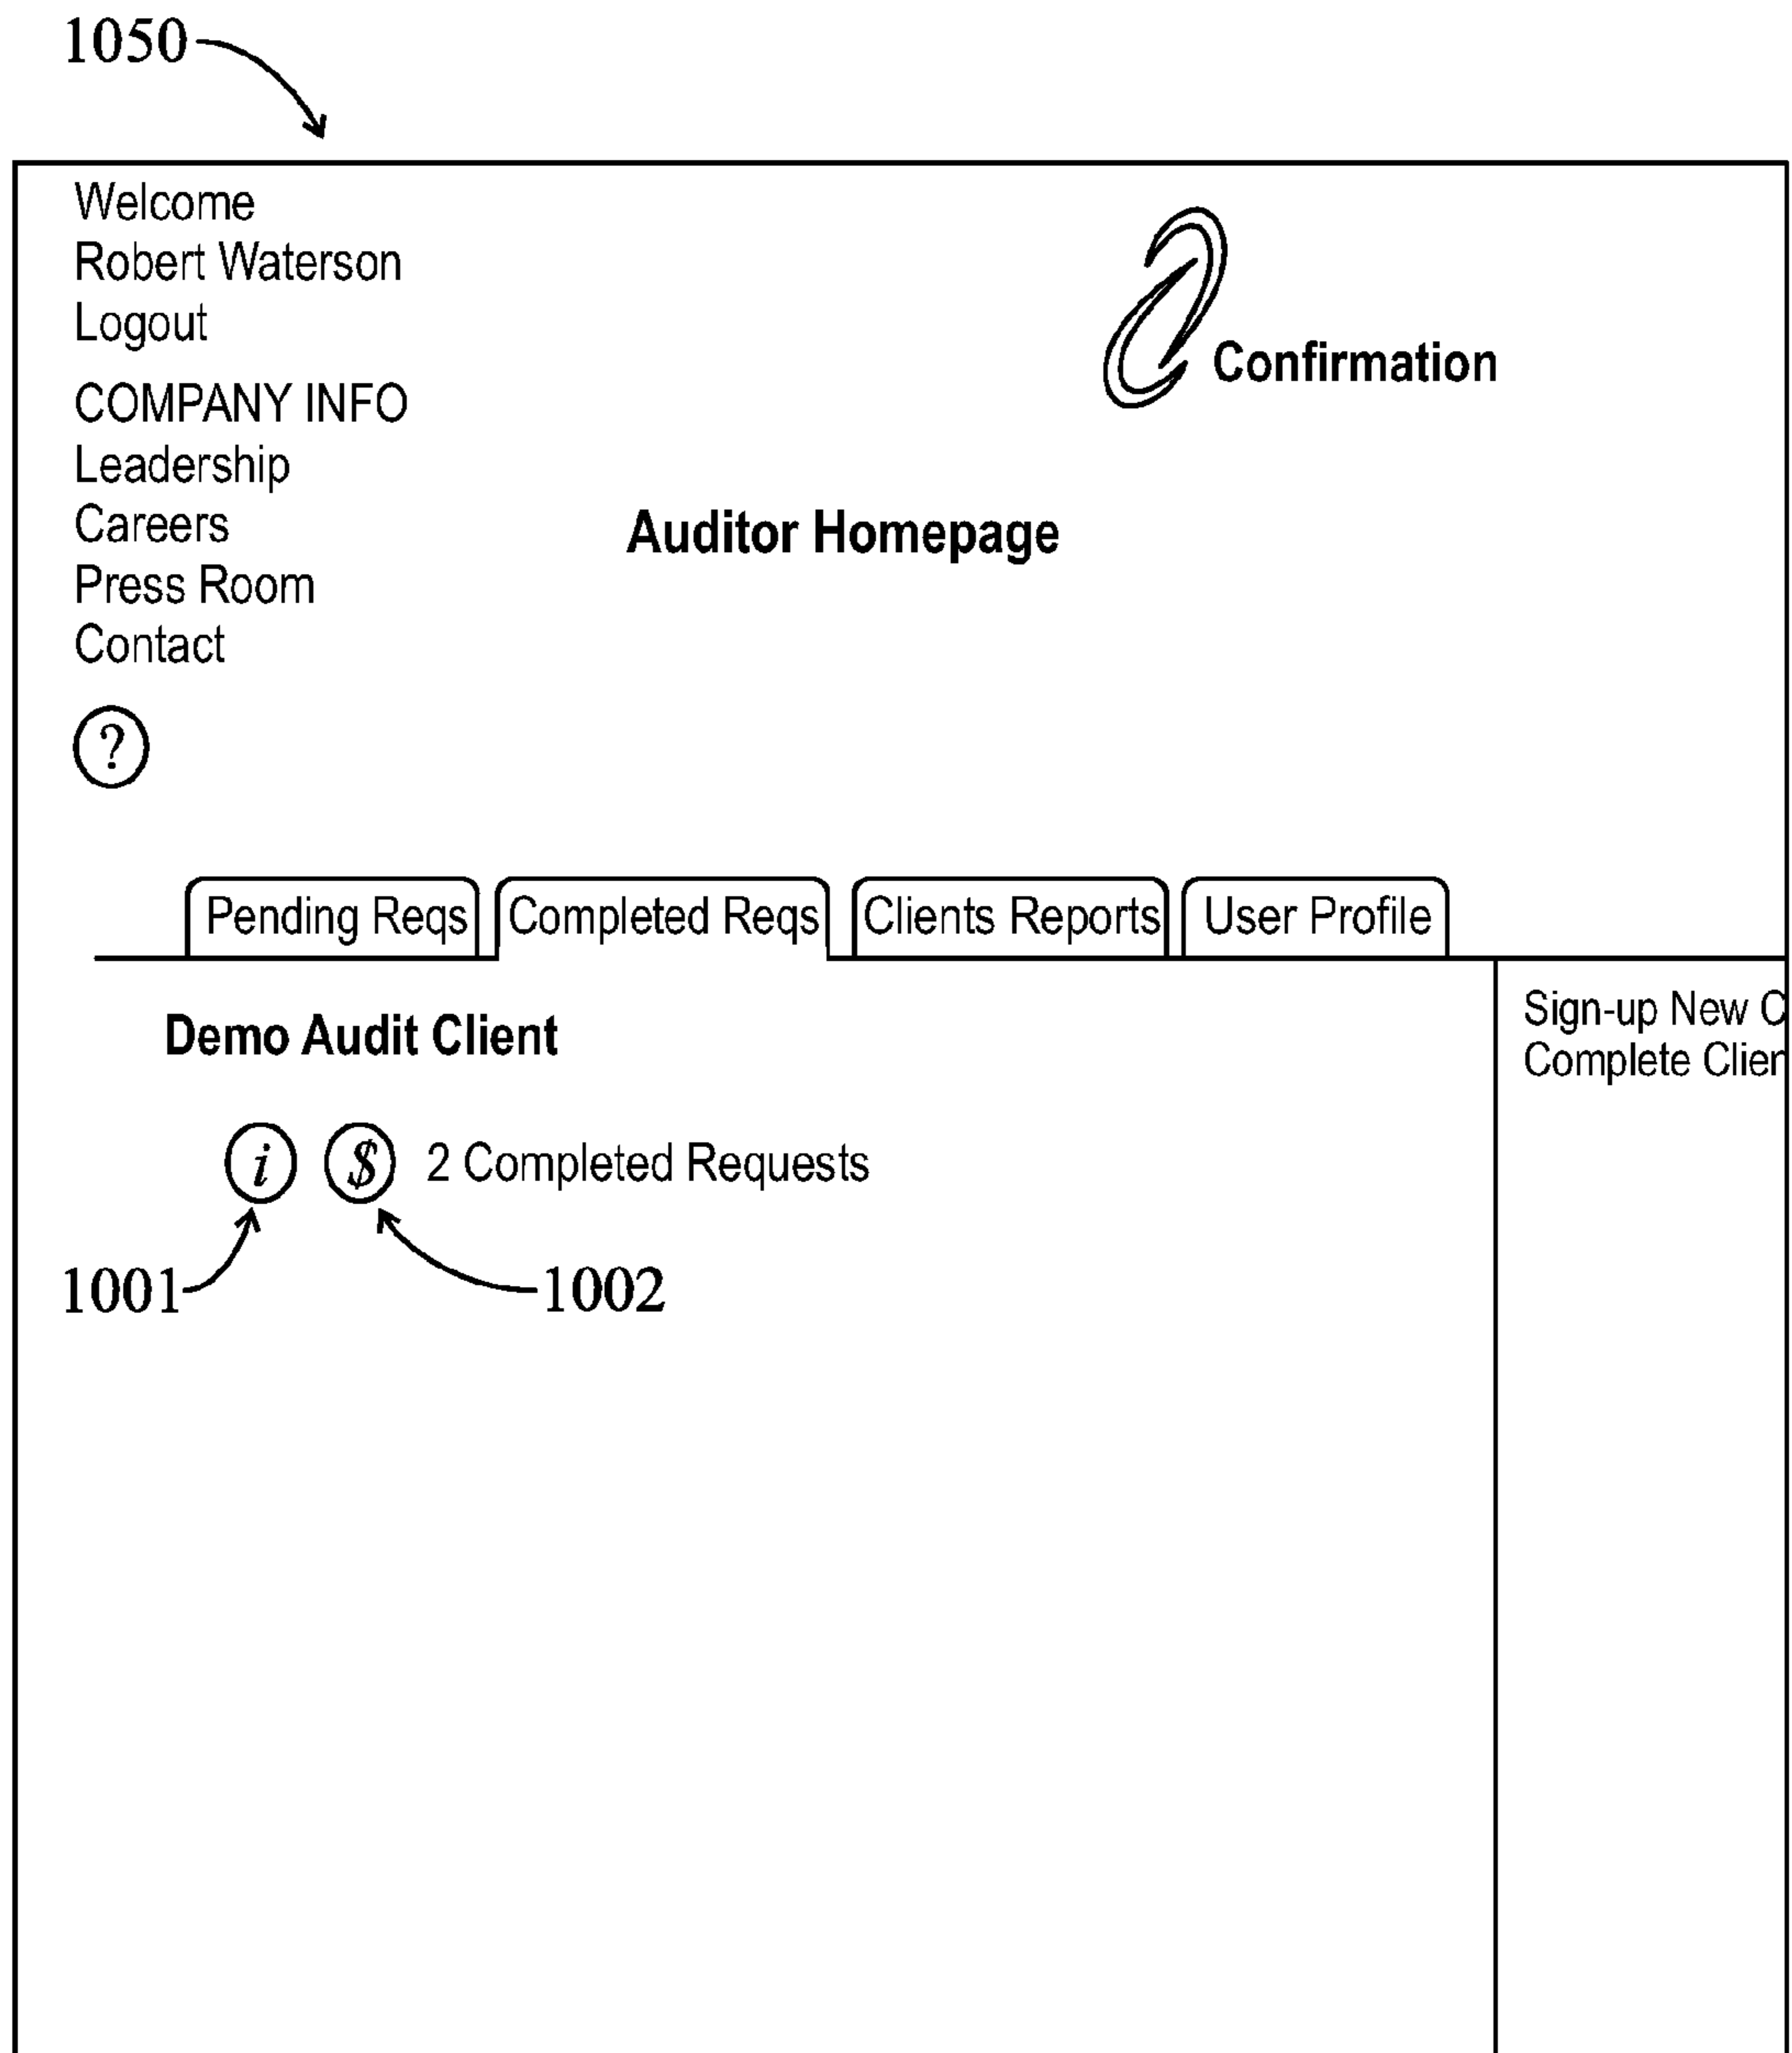 1050
Welcome
Robert Waterson
Logout
Confirmation
COMPANY INFO
Leadership
Careers
Press Room
Contact
Auditor Homepage
?
Pending Reqs Completed Reqs Clients Reports User Profile
Demo Audit Client
i $ 2 Completed Requests
1001 1002
Sign-up New
Complete